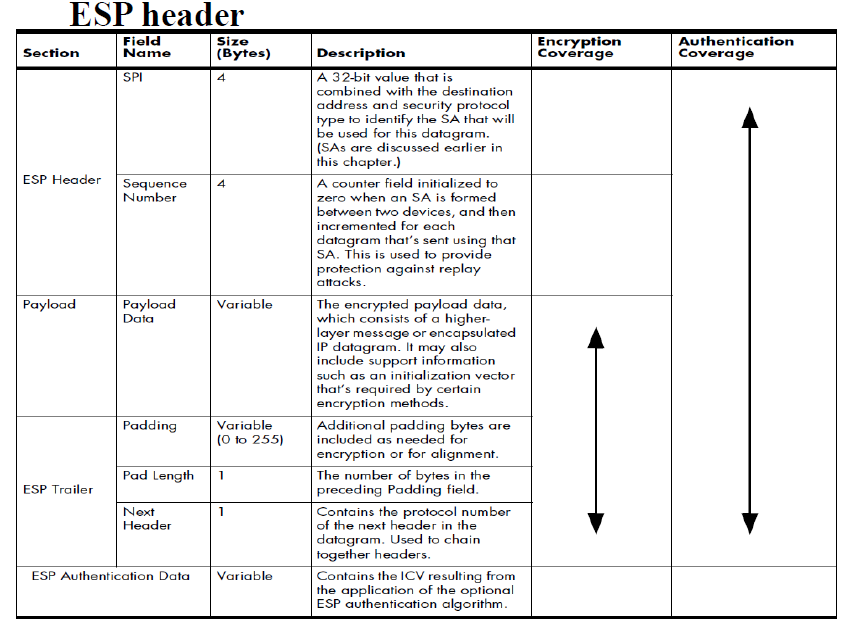 ESP header
Section
Field
Name
Size
(Bytes)
Description
Encryption
Coverage
Authentication
Coverage
ESP Header
SPI
4
A 32-bit value that is
combined with the destination
address and security protocol
type to identify the SA that will
be used for this datagram.
(SAs are discussed earlier in
this chapter.)
Sequence
Number
4
A counter field initialized to
zero when an SA is formed
between two devices, and then
incremented for each
datagram that's sent using that
SA. This is used to provide
protection against replay
attacks.
Payload
Payload
Data
Variable
The encrypted payload data,
which consists of a higher-
layer message or encapsulated
IP datagram. It may also
include support information
such as an initialization vector
that's required by certain
encryption methods.
ESP Trailer
Padding
Variable
(0 to 255)
Additional padding bytes are
included as needed for
encryption or for alignment.
Pad Length
1
The number of bytes in the
preceding Padding field.
Next
Header
1
Contains the protocol number
of the next header in the
datagram. Used to chain
together headers.
ESP Authentication Data
Variable
Contains the ICV resulting from
the application of the optional
ESP authentication algorithm.